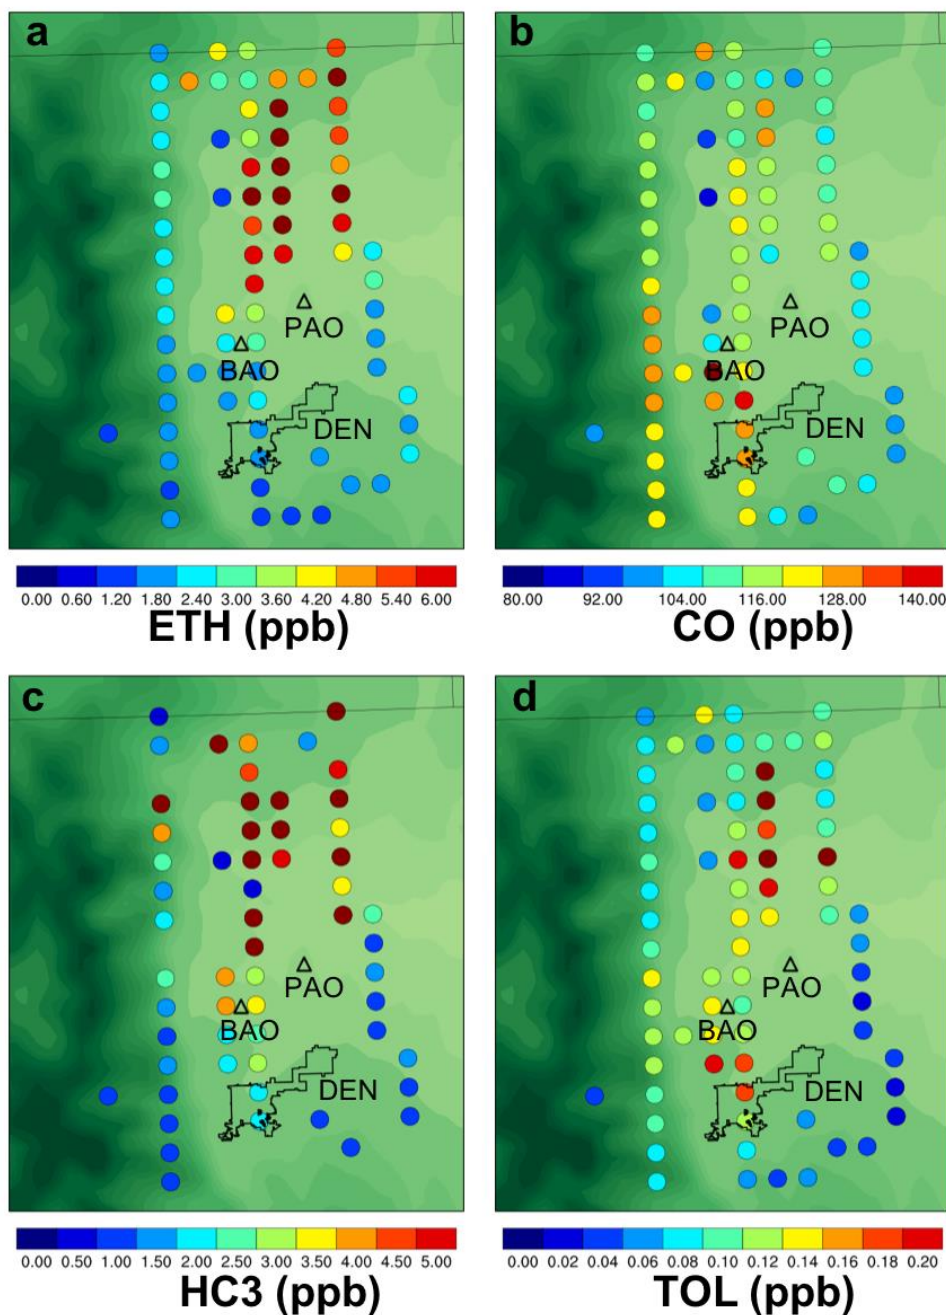 a
PAO
BAO
DEN
0.00 0.60 1.20 1.80 2.40 3.00 3.60 4.20 4.80 5.40 6.00
ETH (ppb)
b
PAO
BAO
DEN
80.00 92.00 104.00 116.00 128.00 140.00
CO (ppb)
c
PAO
BAO
DEN
0.00 0.50 1.00 1.50 2.00 2.50 3.00 3.50 4.00 4.50 5.00
HC3 (ppb)
d
PAO
BAO
DEN
0.00 0.02 0.04 0.06 0.08 0.10 0.12 0.14 0.16 0.18 0.20
TOL (ppb)